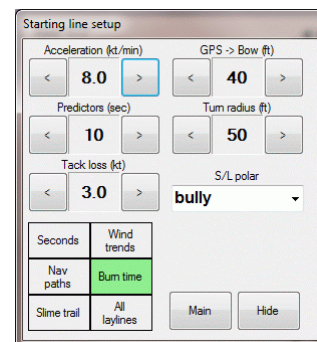 Starting line setup
Acceleration (kt/min)
GPS -> Bow (ft)
< 8.0 >
< 40 >
Predictors (sec)
Turn radius (ft)
< 10 >
< 50 >
Tack loss (kt)
S/L polar
< 3.0 >
bully
Seconds
Wind
trends
Nav
paths
Burn time
Slime trail
All
laylines
Main
Hide